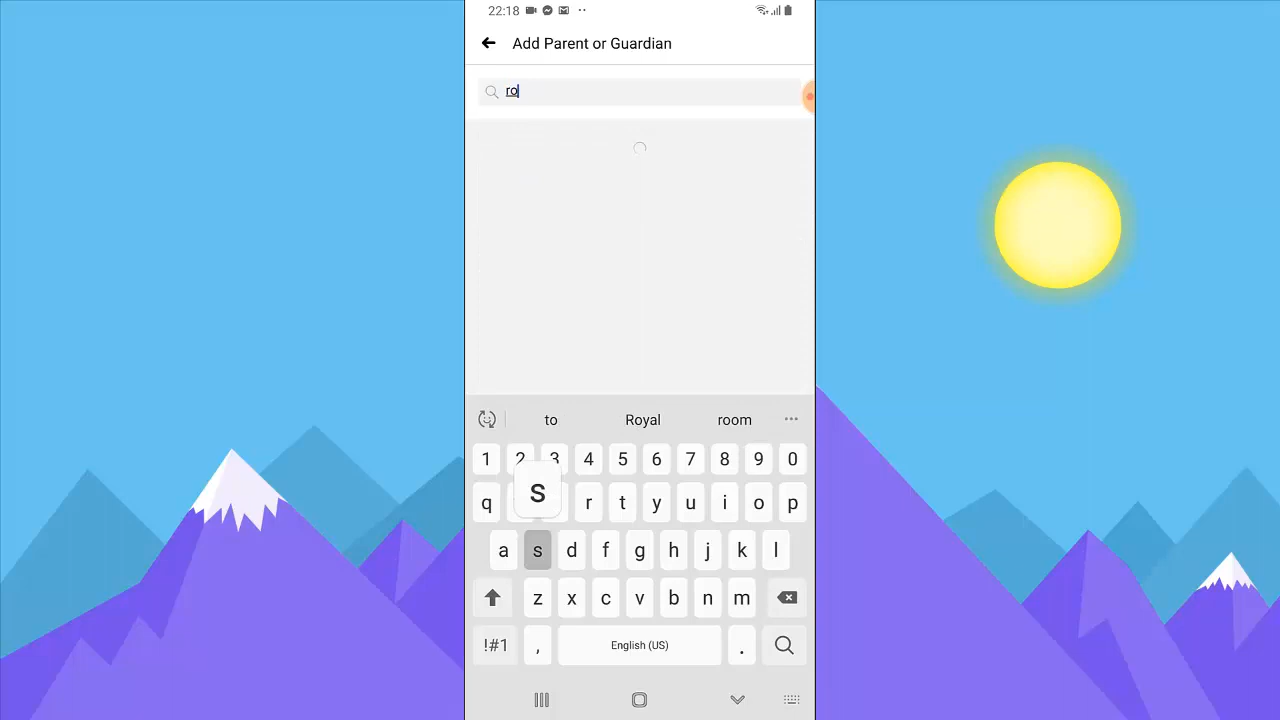 22:18
Add Parent or Guardian
ro
to Royal room
1 2 3 4 5 6 7 8 9 0
q s r t y u i o p
a s d f g h j k l
z x c v b n m
!#1 , English (US) .